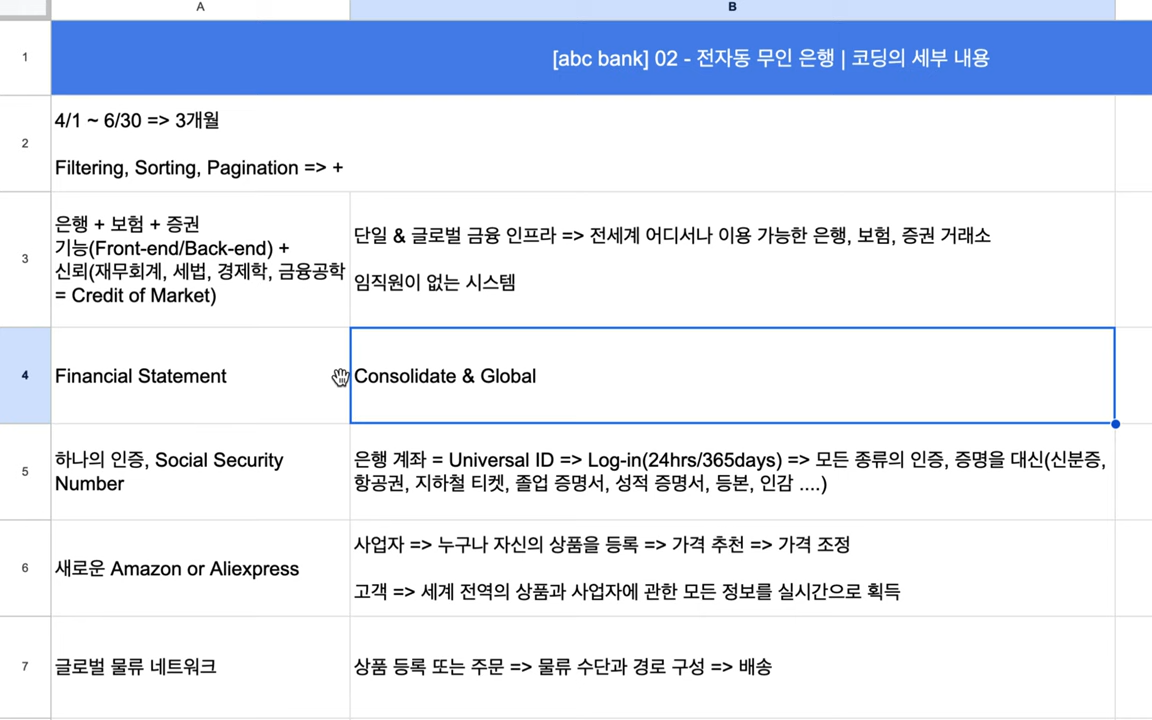 A
B
1
[abc bank] 02 - 전자동 무인 은행 | 코딩의 세부 내용
2
4/1 ~ 6/30 => 3개월
Filtering, Sorting, Pagination => +
3
은행 + 보험 + 증권
기능(Front-end/Back-end) +
신뢰(재무회계, 세법, 경제학, 금융공학
= Credit of Market)
단일 & 글로벌 금융 인프라 => 전세계 어디서나 이용 가능한 은행, 보험, 증권 거래소
임직원이 없는 시스템
4
Financial Statement
Consolidate & Global
5
하나의 인증, Social Security
Number
은행 계좌 = Universal ID => Log-in(24hrs/365days) => 모든 종류의 인증, 증명을 대신(신분증,
항공권, 지하철 티켓, 졸업 증명서, 성적 증명서, 등본, 인감 ....)
6
새로운 Amazon or Aliexpress
사업자 => 누구나 자신의 상품을 등록 => 가격 추천 => 가격 조정
고객 => 세계 전역의 상품과 사업자에 관한 모든 정보를 실시간으로 획득
7
글로벌 물류 네트워크
상품 등록 또는 주문 => 물류 수단과 경로 구성 => 배송